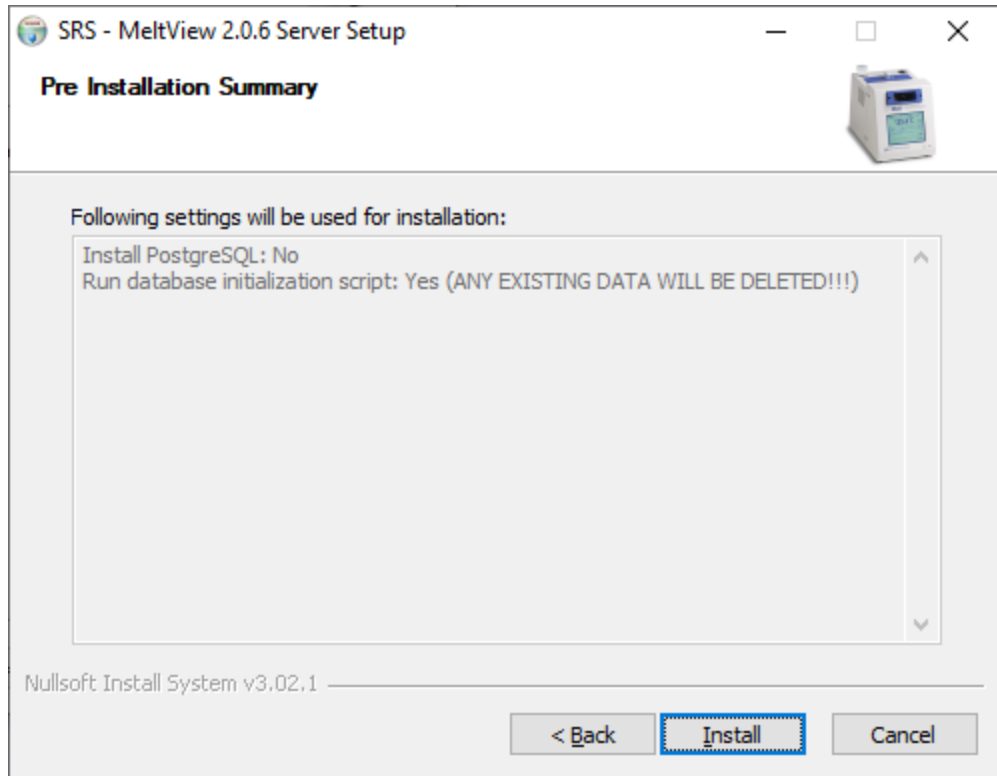 SRS - MeltView 2.0.6 Server Setup
Pre Installation Summary
Following settings will be used for installation:
Install PostgreSQL: No
Run database initialization script: Yes (ANY EXISTING DATA WILL BE DELETED!!!)
Nullsoft Install System v3.02.1
< Back
Install
Cancel